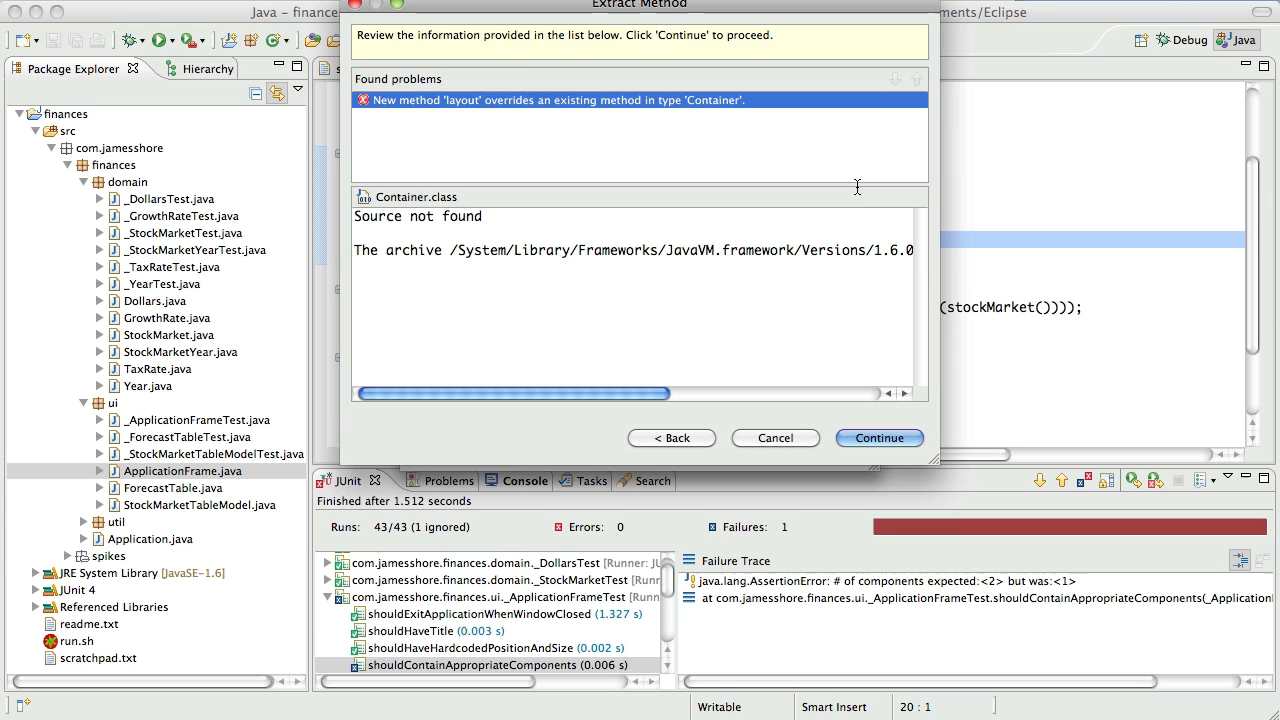 Extract Method
Java – finance
ments/Eclipse
Review the information provided in the list below. Click 'Continue' to proceed.
Debug
Java
Package Explorer
Hierarchy
Found problems
New method 'layout' overrides an existing method in type 'Container'.
Container.class
Source not found
The archive /System/Library/Frameworks/JavaVM.framework/Versions/1.6.0
(stockMarket())));
< Back
Cancel
Continue
finances
src
com.jamesshore
finances
domain
_DollarsTest.java
_GrowthRateTest.java
_StockMarketTest.java
_StockMarketYearTest.java
_TaxRateTest.java
_YearTest.java
Dollars.java
GrowthRate.java
StockMarket.java
StockMarketYear.java
TaxRate.java
Year.java
ui
_ApplicationFrameTest.java
_ForecastTableTest.java
_StockMarketTableModelTest.java
ApplicationFrame.java
ForecastTable.java
StockMarketTableModel.java
util
Application.java
spikes
JRE System Library [JavaSE-1.6]
JUnit 4
Referenced Libraries
readme.txt
run.sh
scratchpad.txt
JUnit
Problems
Console
Tasks
Search
Finished after 1.512 seconds
Runs: 43/43 (1 ignored)
Errors: 0
Failures: 1
com.jamesshore.finances.domain._DollarsTest [Runner: JU
com.jamesshore.finances.domain._StockMarketTest [Runn
com.jamesshore.finances.ui._ApplicationFrameTest [Runn
shouldExitApplicationWhenWindowClosed (1.327 s)
shouldHaveTitle (0.003 s)
shouldHaveHardcodedPositionAndSize (0.002 s)
shouldContainAppropriateComponents (0.006 s)
Failure Trace
java.lang.AssertionError: # of components expected:<2> but was:<1>
at com.jamesshore.finances.ui._ApplicationFrameTest.shouldContainAppropriateComponents(_Application
Writable
Smart Insert
20 : 1